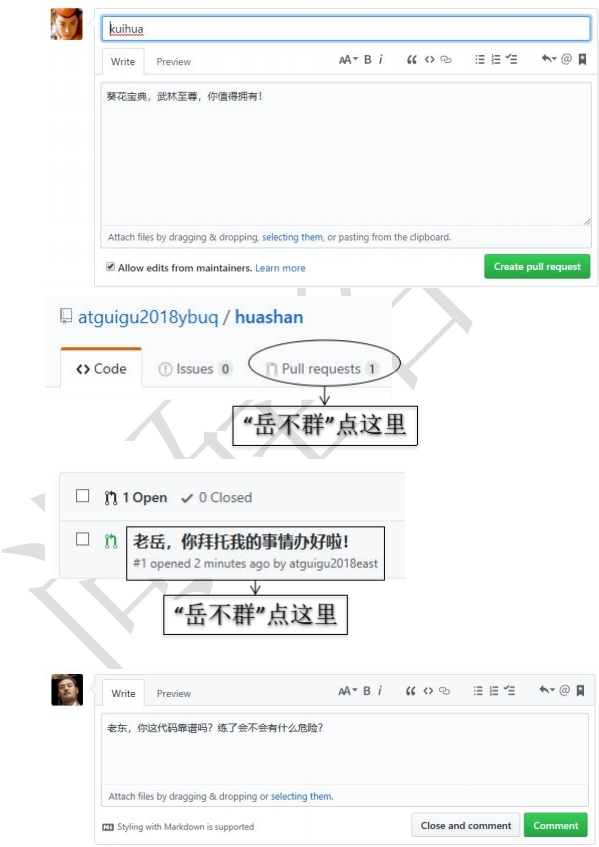 kuihua
Write Preview AA B i “ <> @
葵花宝典，武林至尊，你值得拥有！
Attach files by dragging & dropping, selecting them, or pasting from the clipboard.
Allow edits from maintainers. Learn more Create pull request
atguigu2018ybuq / huashan
<> Code Issues 0 Pull requests 1
“岳不群”点这里
1 Open 0 Closed
老岳，你拜托我的事情办好啦！
#1 opened 2 minutes ago by atguigu2018east
“岳不群”点这里
Write Preview AA B i “ <> @
老东，你这代码靠谱吗？练了会不会有什么危险？
Attach files by dragging & dropping or selecting them.
Styling with Markdown is supported Close and comment Comment